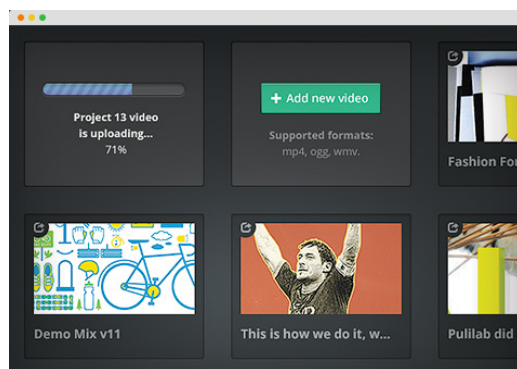 Project 13 video
is uploading...
71%
+ Add new video
Supported formats:
mp4, ogg, wmv.
Fashion For
Demo Mix v11
This is how we do it, w...
Pulilab did